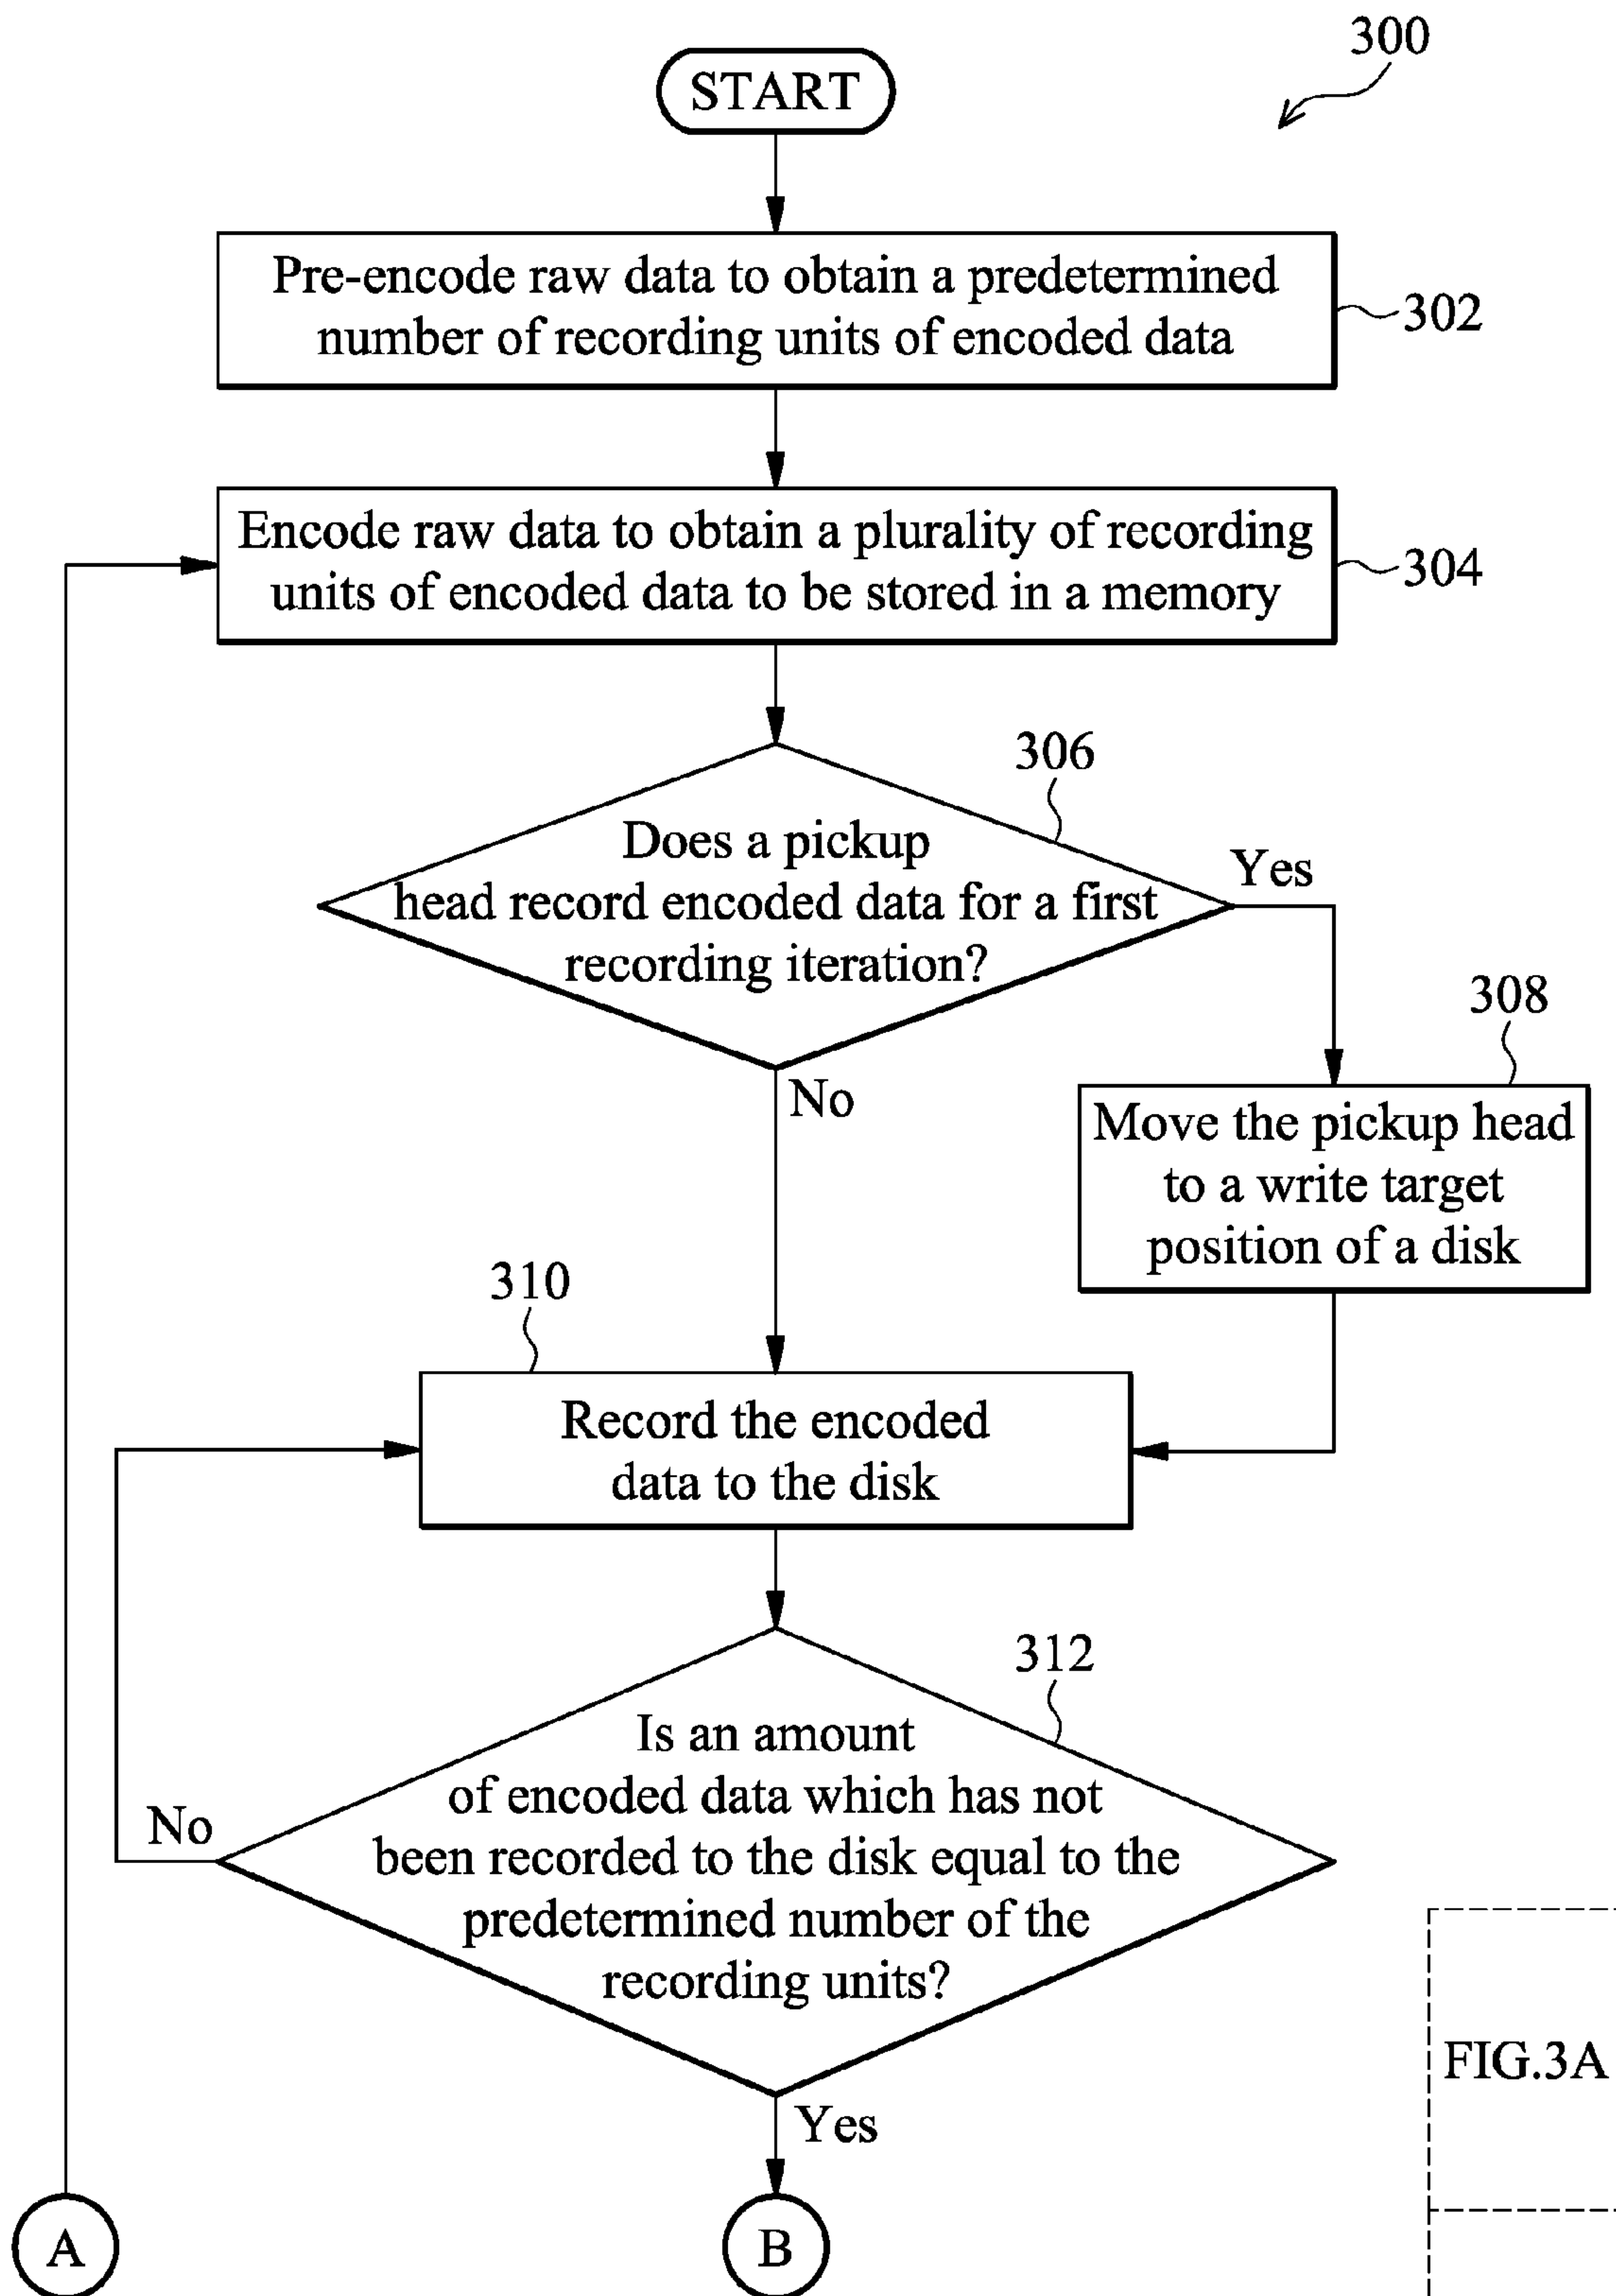 300
START
Pre-encode raw data to obtain a predetermined
number of recording units of encoded data
302
Encode raw data to obtain a plurality of recording
units of encoded data to be stored in a memory
304
306
Does a pickup
head record encoded data for a first
recording iteration?
Yes
No
308
Move the pickup head
to a write target
position of a disk
310
Record the encoded
data to the disk
312
Is an amount
of encoded data which has not
been recorded to the disk equal to the
predetermined number of the
recording units?
No
Yes
FIG.3A
A
B